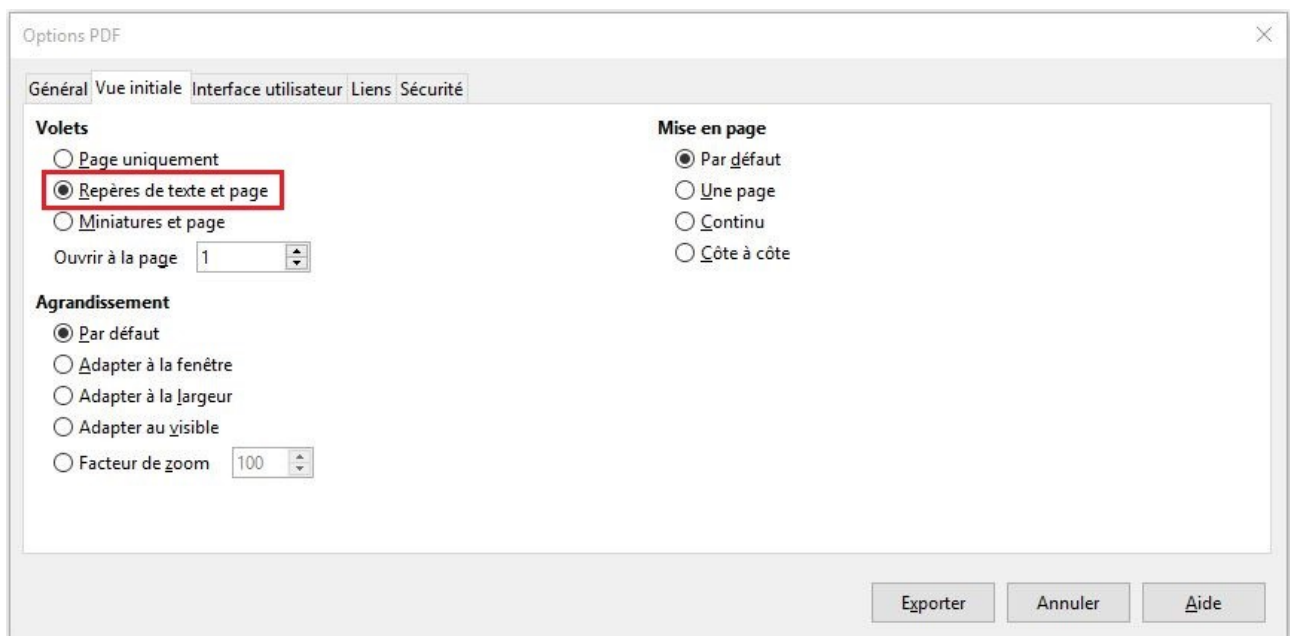 Options PDF
Général Vue initiale Interface utilisateur Liens Sécurité
Volets
Page uniquement
Repères de texte et page
Miniatures et page
Ouvrir à la page 1
Agrandissement
Par défaut
Adapter à la fenêtre
Adapter à la largeur
Adapter au visible
Facteur de zoom 100
Mise en page
Par défaut
Une page
Continu
Côte à côte
Exporter Annuler Aide